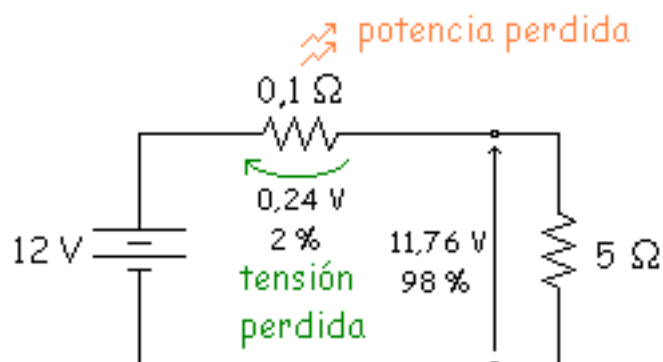 potencia perdida
0,1 Ω
0,24 V
2 %
tensión
perdida
12 V
11,76 V
98 %
5 Ω